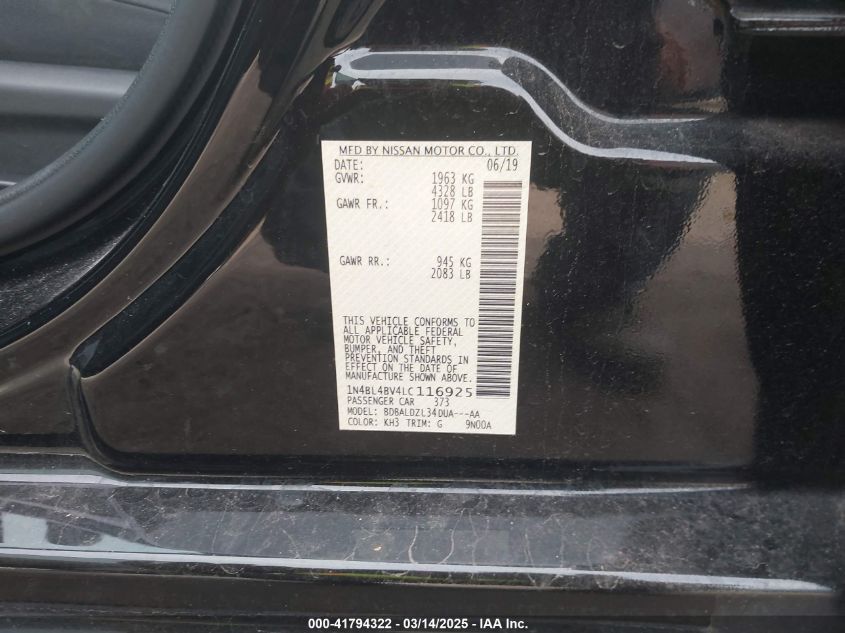 MFD BY NISSAN MOTOR CO., LTD.
DATE: 06/19
GVWR: 1963 KG
4328 LB
GAWR FR.: 1097 KG
2418 LB
GAWR RR.: 945 KG
2083 LB
THIS VEHICLE CONFORMS TO
ALL APPLICABLE FEDERAL
MOTOR VEHICLE SAFETY,
BUMPER, AND THEFT
PREVENTION STANDARDS IN
EFFECT ON THE DATE OF
MANUFACTURE SHOWN ABOVE.
1N4BL4BV4LC116925
PASSENGER CAR 373
MODEL: BDBALDZL34DUA---AA
COLOR: KH3 TRIM: G 9N00A
000-41794322 / 03/14/2025 - IAA Inc.